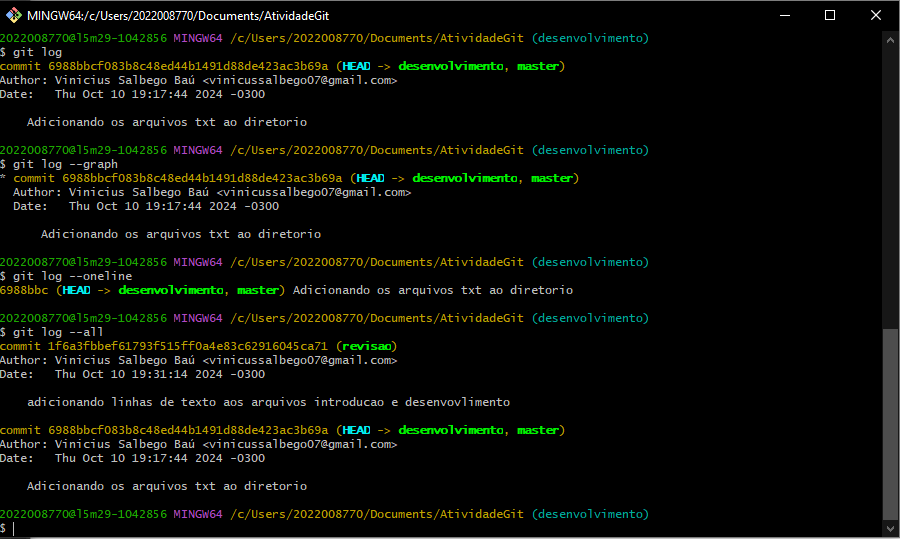 MINGW64:/c/Users/2022008770/Documents/AtividadeGit
2022008770@l5m29-1042856 MINGW64 /c/Users/2022008770/Documents/AtividadeGit (desenvolvimento)
$ git log
commit 6988bbcf083b8c48ed44b1491d88de423ac3b69a (HEAD -> desenvolvimento, master)
Author: Vinicius Salbego Baú <vinicussalbego07@gmail.com>
Date:   Thu Oct 10 19:17:44 2024 -0300
    Adicionando os arquivos txt ao diretorio
2022008770@l5m29-1042856 MINGW64 /c/Users/2022008770/Documents/AtividadeGit (desenvolvimento)
$ git log --graph
* commit 6988bbcf083b8c48ed44b1491d88de423ac3b69a (HEAD -> desenvolvimento, master)
  Author: Vinicius Salbego Baú <vinicussalbego07@gmail.com>
  Date:   Thu Oct 10 19:17:44 2024 -0300
      Adicionando os arquivos txt ao diretorio
2022008770@l5m29-1042856 MINGW64 /c/Users/2022008770/Documents/AtividadeGit (desenvolvimento)
$ git log --oneline
6988bbc (HEAD -> desenvolvimento, master) Adicionando os arquivos txt ao diretorio
2022008770@l5m29-1042856 MINGW64 /c/Users/2022008770/Documents/AtividadeGit (desenvolvimento)
$ git log --all
commit 1f6a3fbbef61793f515ff0a4e83c62916045ca71 (revisao)
Author: Vinicius Salbego Baú <vinicussalbego07@gmail.com>
Date:   Thu Oct 10 19:31:14 2024 -0300
    adicionando linhas de texto aos arquivos introducao e desenvovlimento
commit 6988bbcf083b8c48ed44b1491d88de423ac3b69a (HEAD -> desenvolvimento, master)
Author: Vinicius Salbego Baú <vinicussalbego07@gmail.com>
Date:   Thu Oct 10 19:17:44 2024 -0300
    Adicionando os arquivos txt ao diretorio
2022008770@l5m29-1042856 MINGW64 /c/Users/2022008770/Documents/AtividadeGit (desenvolvimento)
$